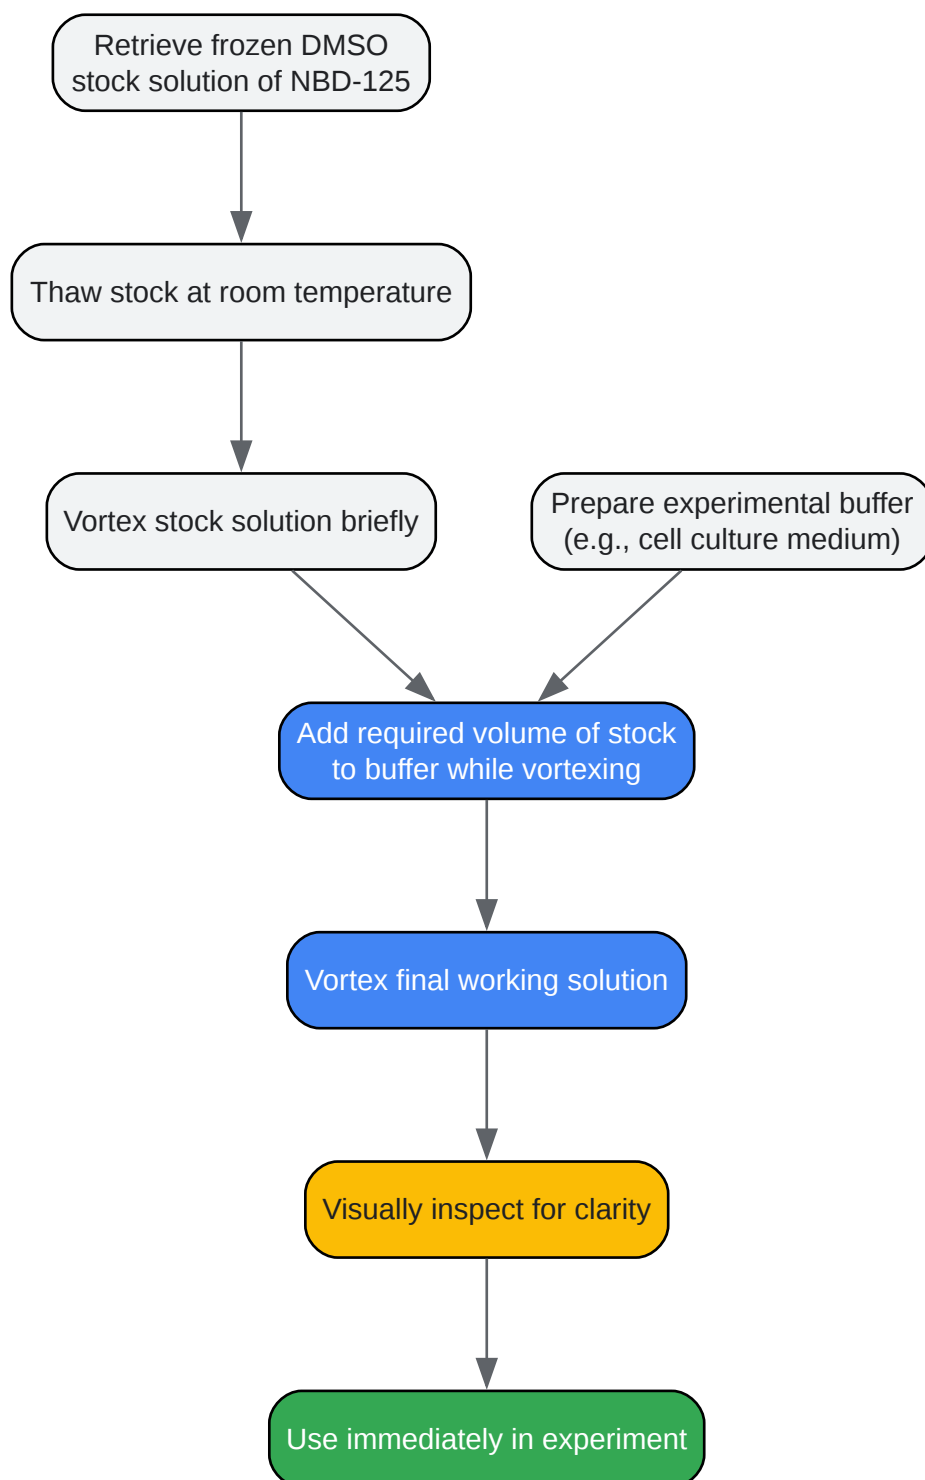 Retrieve frozen DMSO
stock solution of NBD-125
Thaw stock at room temperature
Vortex stock solution briefly
Prepare experimental buffer
(e.g., cell culture medium)
Add required volume of stock
to buffer while vortexing
Vortex final working solution
Visually inspect for clarity
Use immediately in experiment